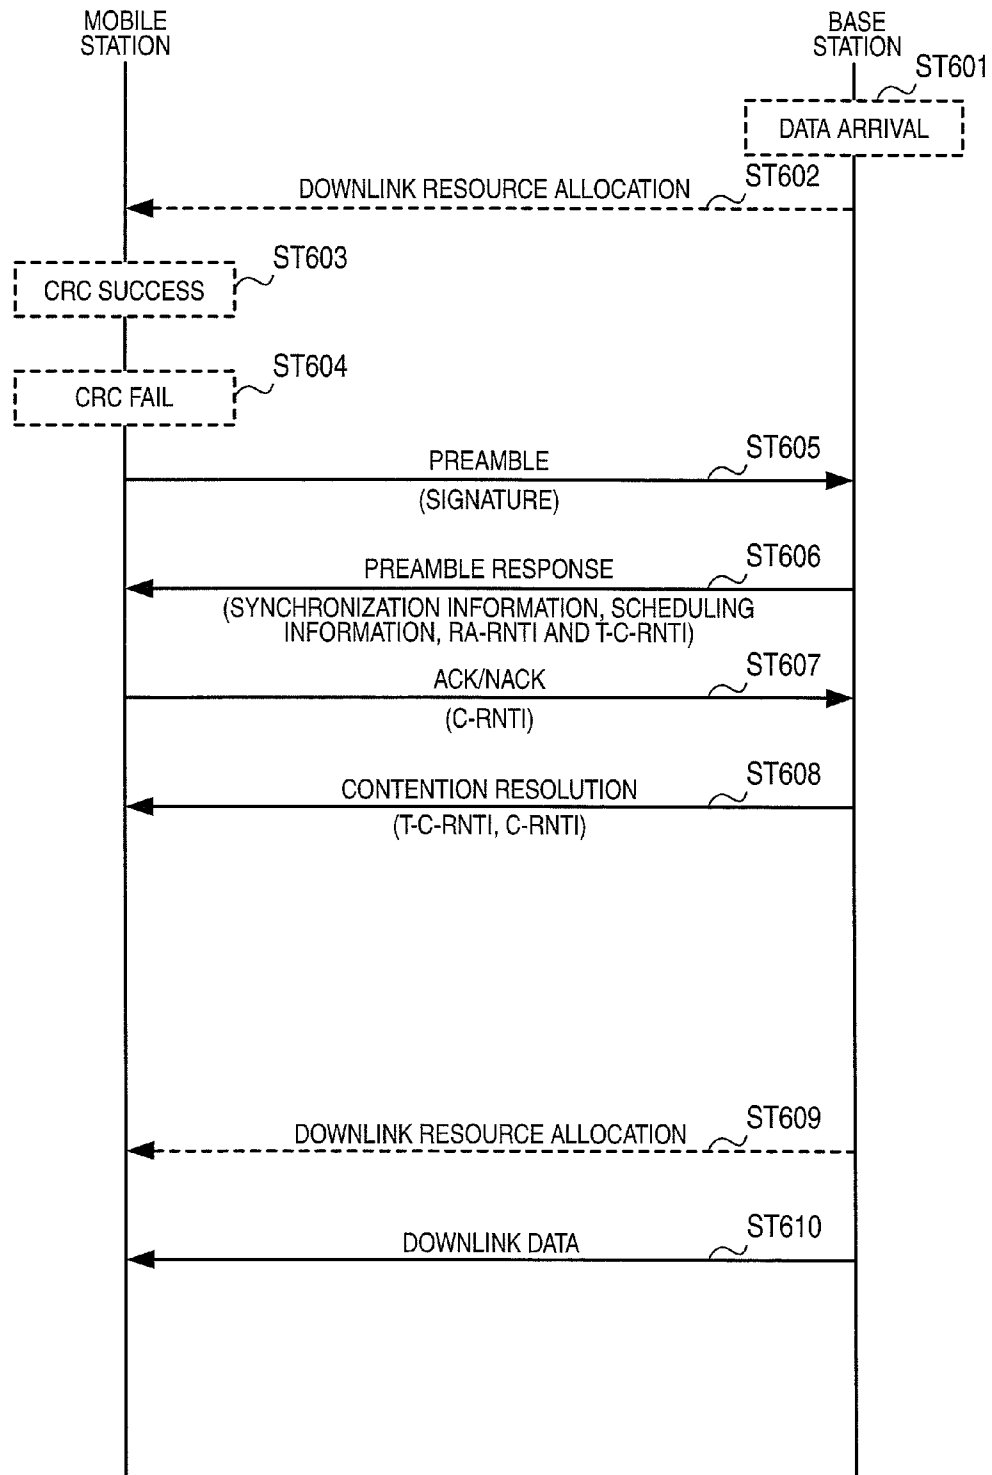 MOBILE
STATION
BASE
STATION
ST601
DATA ARRIVAL
DOWNLINK RESOURCE ALLOCATION
ST602
CRC SUCCESS
ST603
CRC FAIL
ST604
PREAMBLE
ST605
(SIGNATURE)
PREAMBLE RESPONSE
ST606
(SYNCHRONIZATION INFORMATION, SCHEDULING
INFORMATION, RA-RNTI AND T-C-RNTI)
ACK/NACK
ST607
(C-RNTI)
CONTENTION RESOLUTION
ST608
(T-C-RNTI, C-RNTI)
DOWNLINK RESOURCE ALLOCATION
ST609
DOWNLINK DATA
ST610